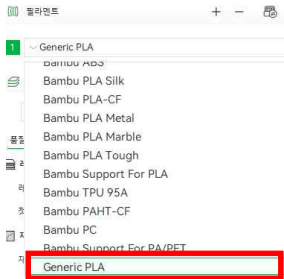 필라멘트
1 Generic PLA
Bambu ABS
Bambu PLA Silk
Bambu PLA-CF
Bambu PLA Metal
Bambu PLA Marble
Bambu PLA Tough
Bambu Support For PLA
Bambu TPU 95A
Bambu PAHT-CF
Bambu PC
Bambu Support For PA/PET
Generic PLA
품질